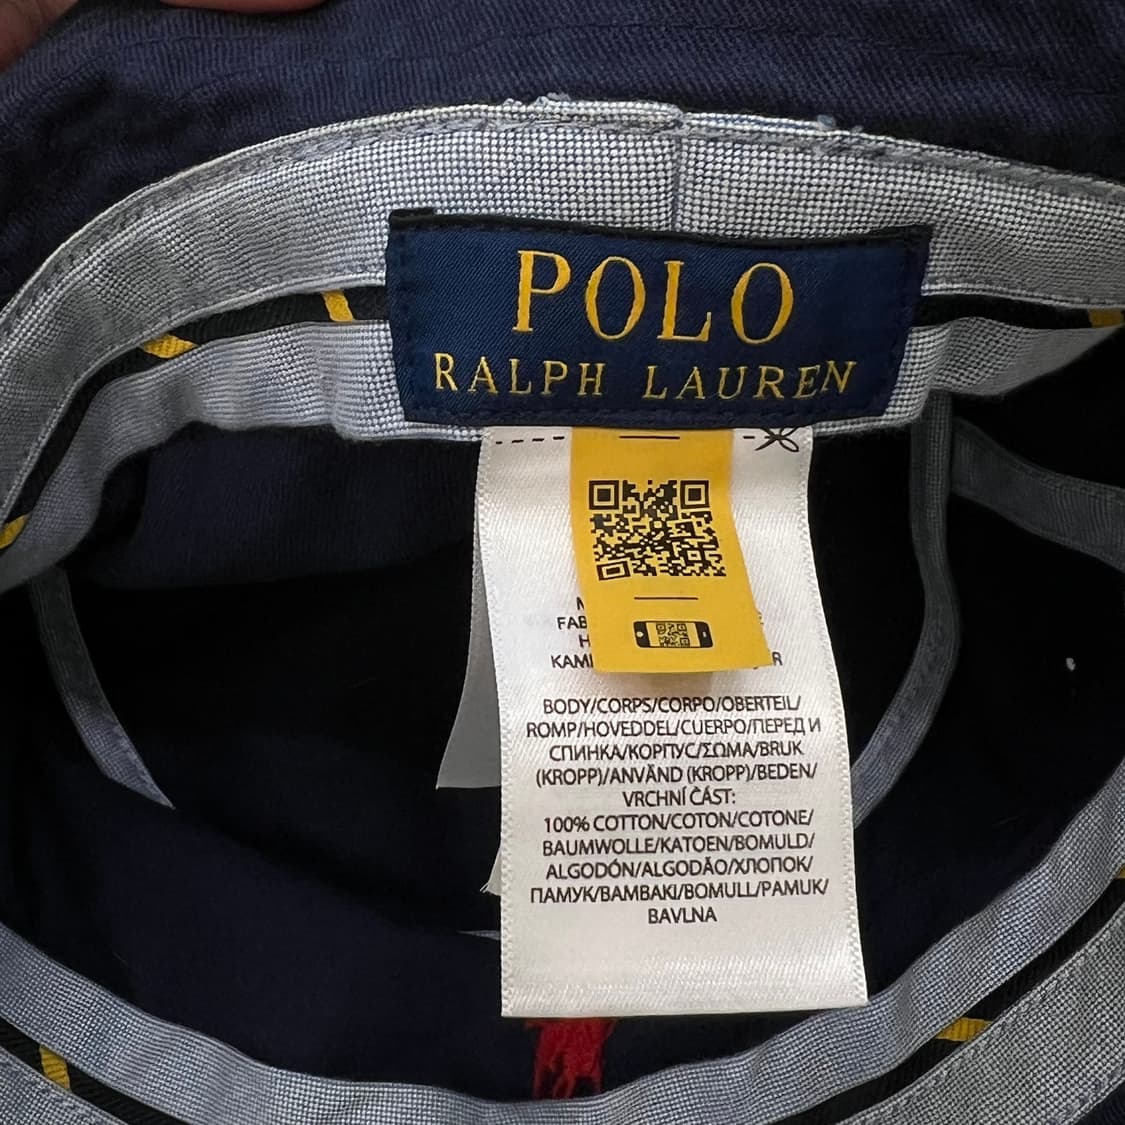 POLO
RALPH LAUREN
BODY/CORPS/CORPO/OBERTEIL/
ROMP/HOVEDDEL/CUERPO/ПЕРЕД И
СПИНКА/КОРПУС/ΣΩΜΑ/BRUK
(KROPP)/ANVÄND (KROPP)/BEDEN/
VRCHNÍ ČÁST:
100% COTTON/COTON/COTONE/
BAUMWOLLE/KATOEN/BOMULD/
ALGODÓN/ALGODÃO/ХЛОПОК/
ПАМУК/BAMBAKI/BOMULL/PAMUK/
BAVLNA